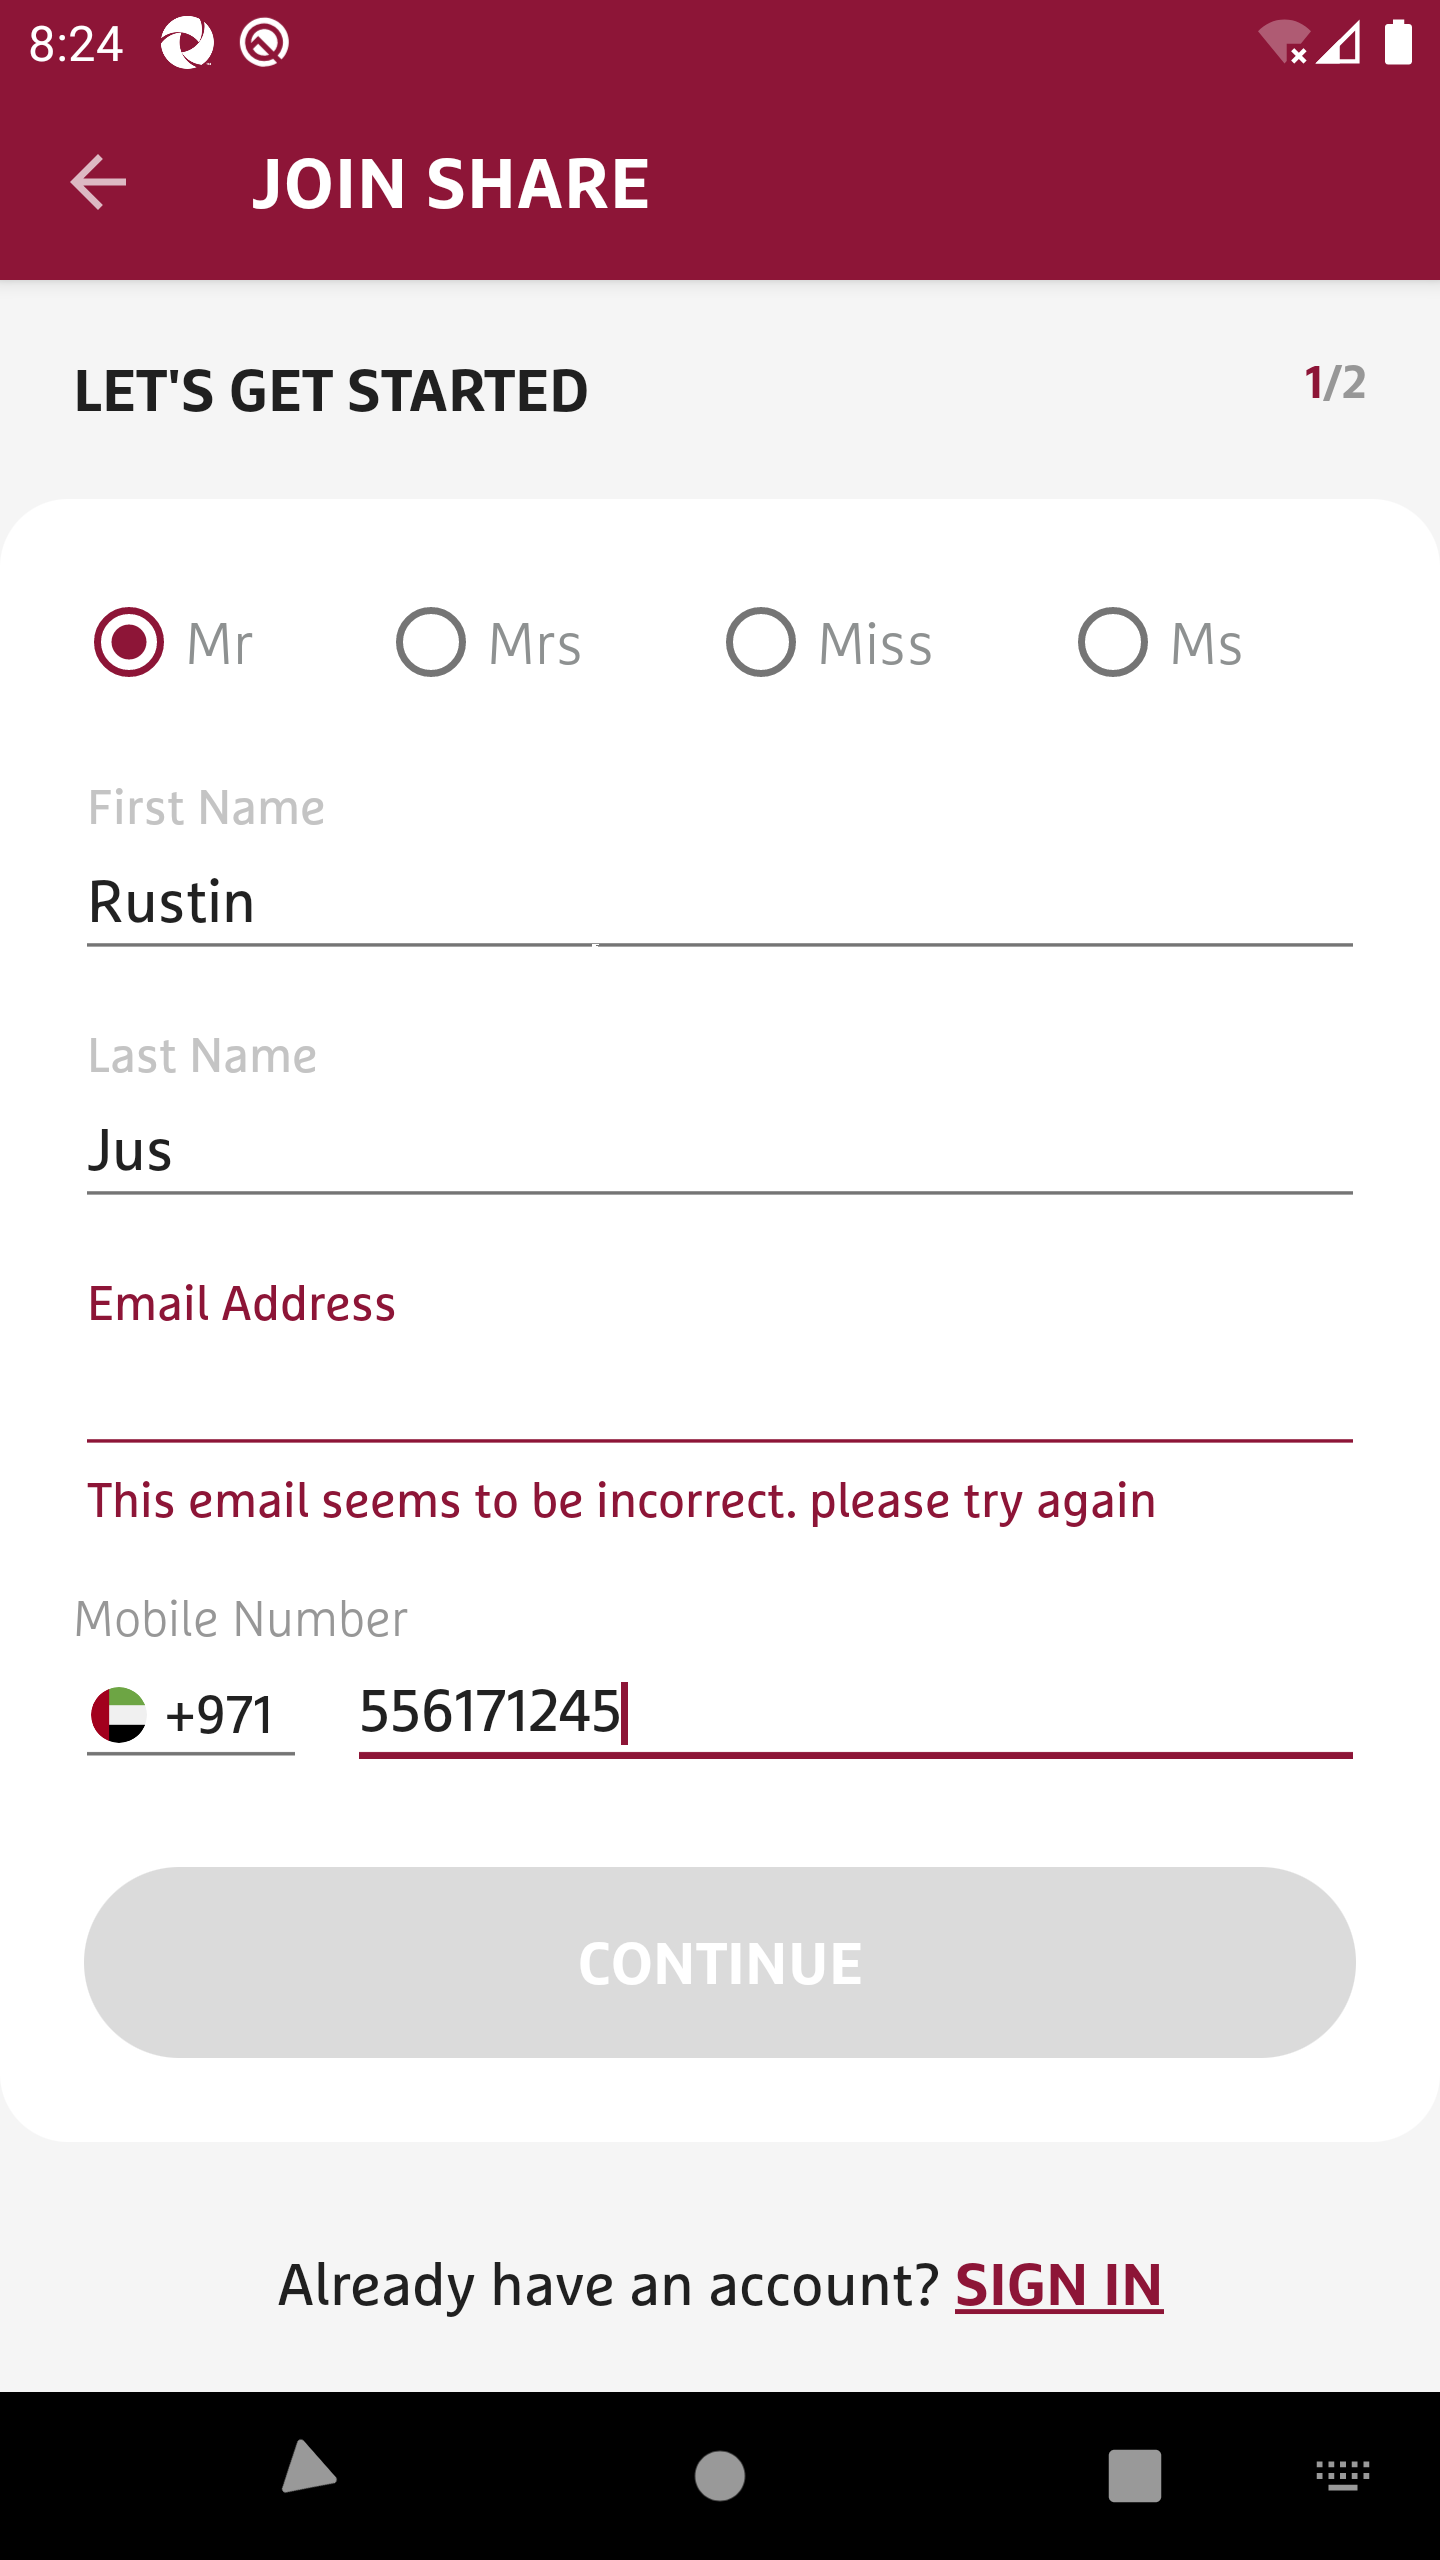 8:24
JOIN SHARE
LET'S GET STARTED
1/2
Mr Mrs Miss Ms
First Name
Rustin
Last Name
Jus
Email Address
This email seems to be incorrect. please try again
Mobile Number
+971 556171245
CONTINUE
Already have an account? SIGN IN